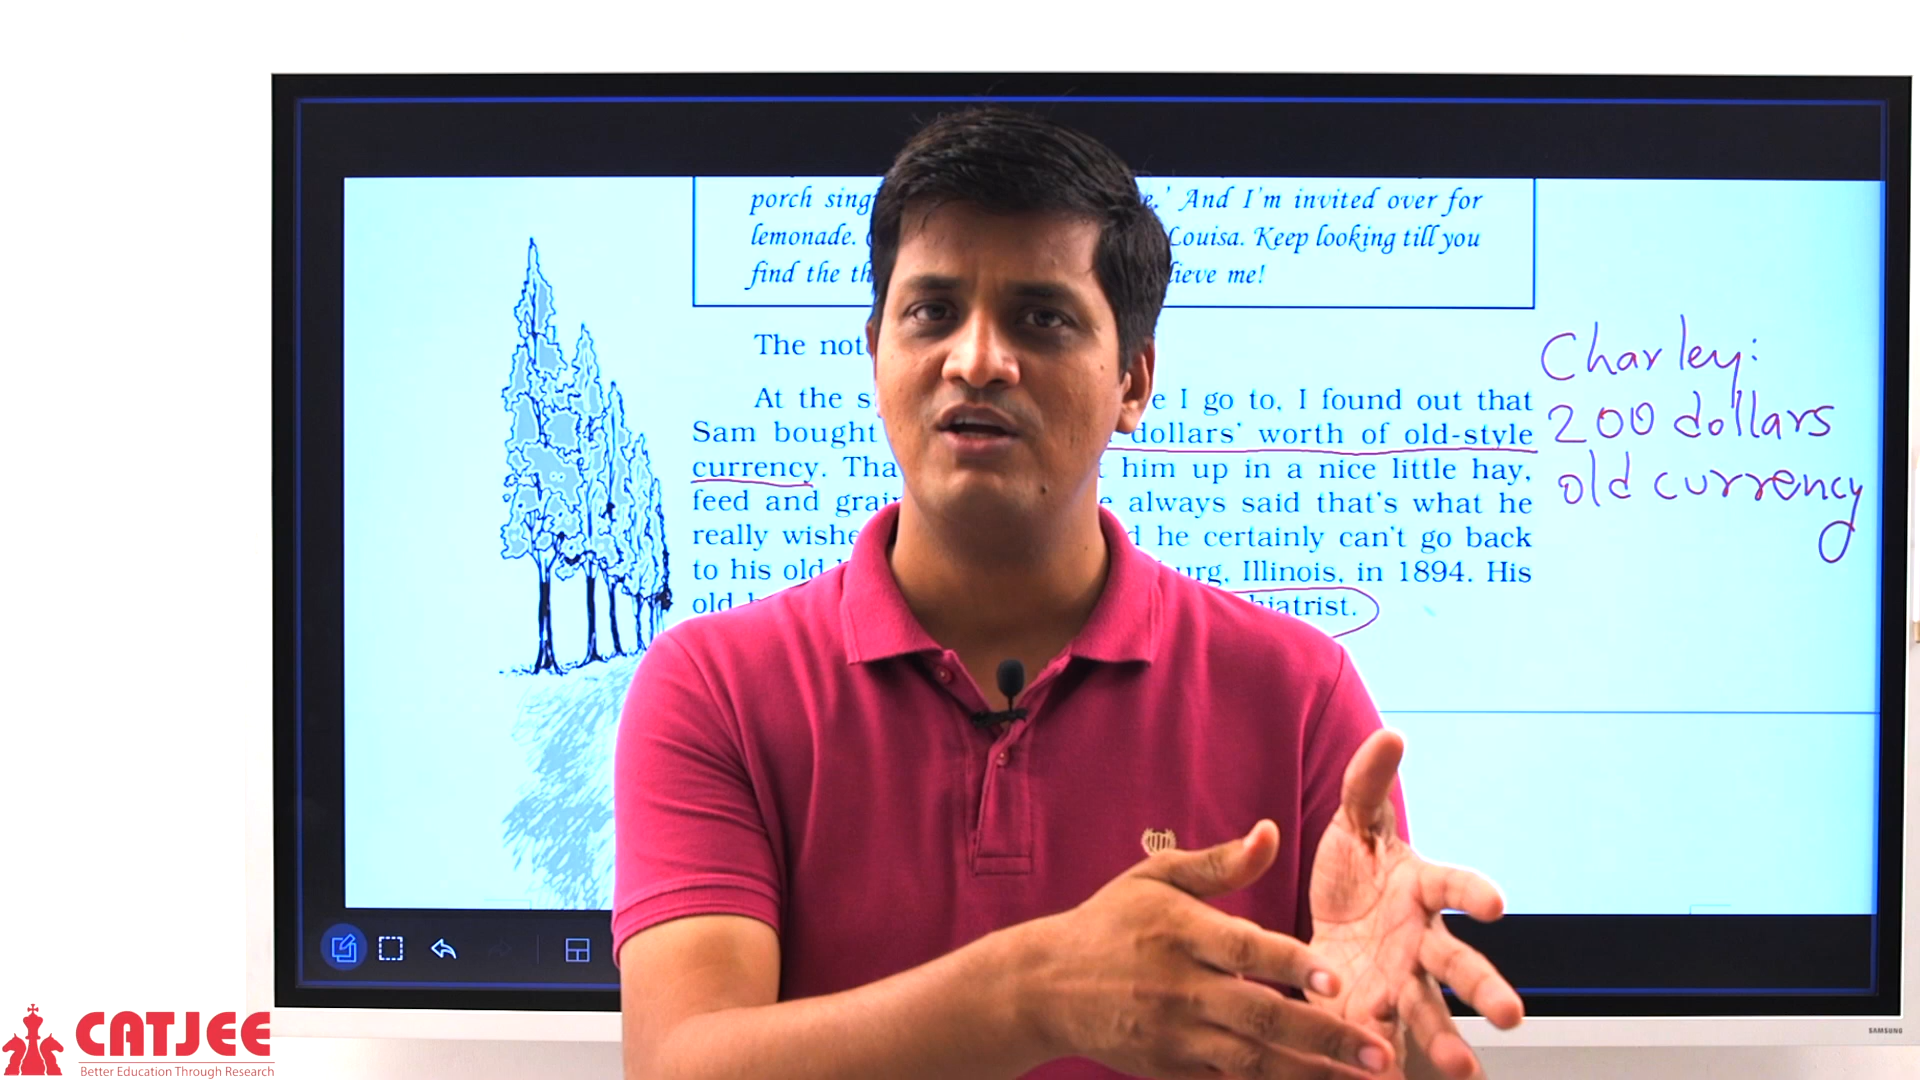 porch sing e.' And I'm invited over for
lemonade. Louisa. Keep looking till you
find the th lieve me!
The not
At the s e I go to, I found out that
Sam bought dollars' worth of old-style
currency. Tha t him up in a nice little hay,
feed and grai e always said that's what he
really wishe d he certainly can't go back
to his old urg, Illinois, in 1894. His
old hiatrist.
Charley:
200 dollars
old currency
SAMSUNG
CATJEE
Better Education Through Research